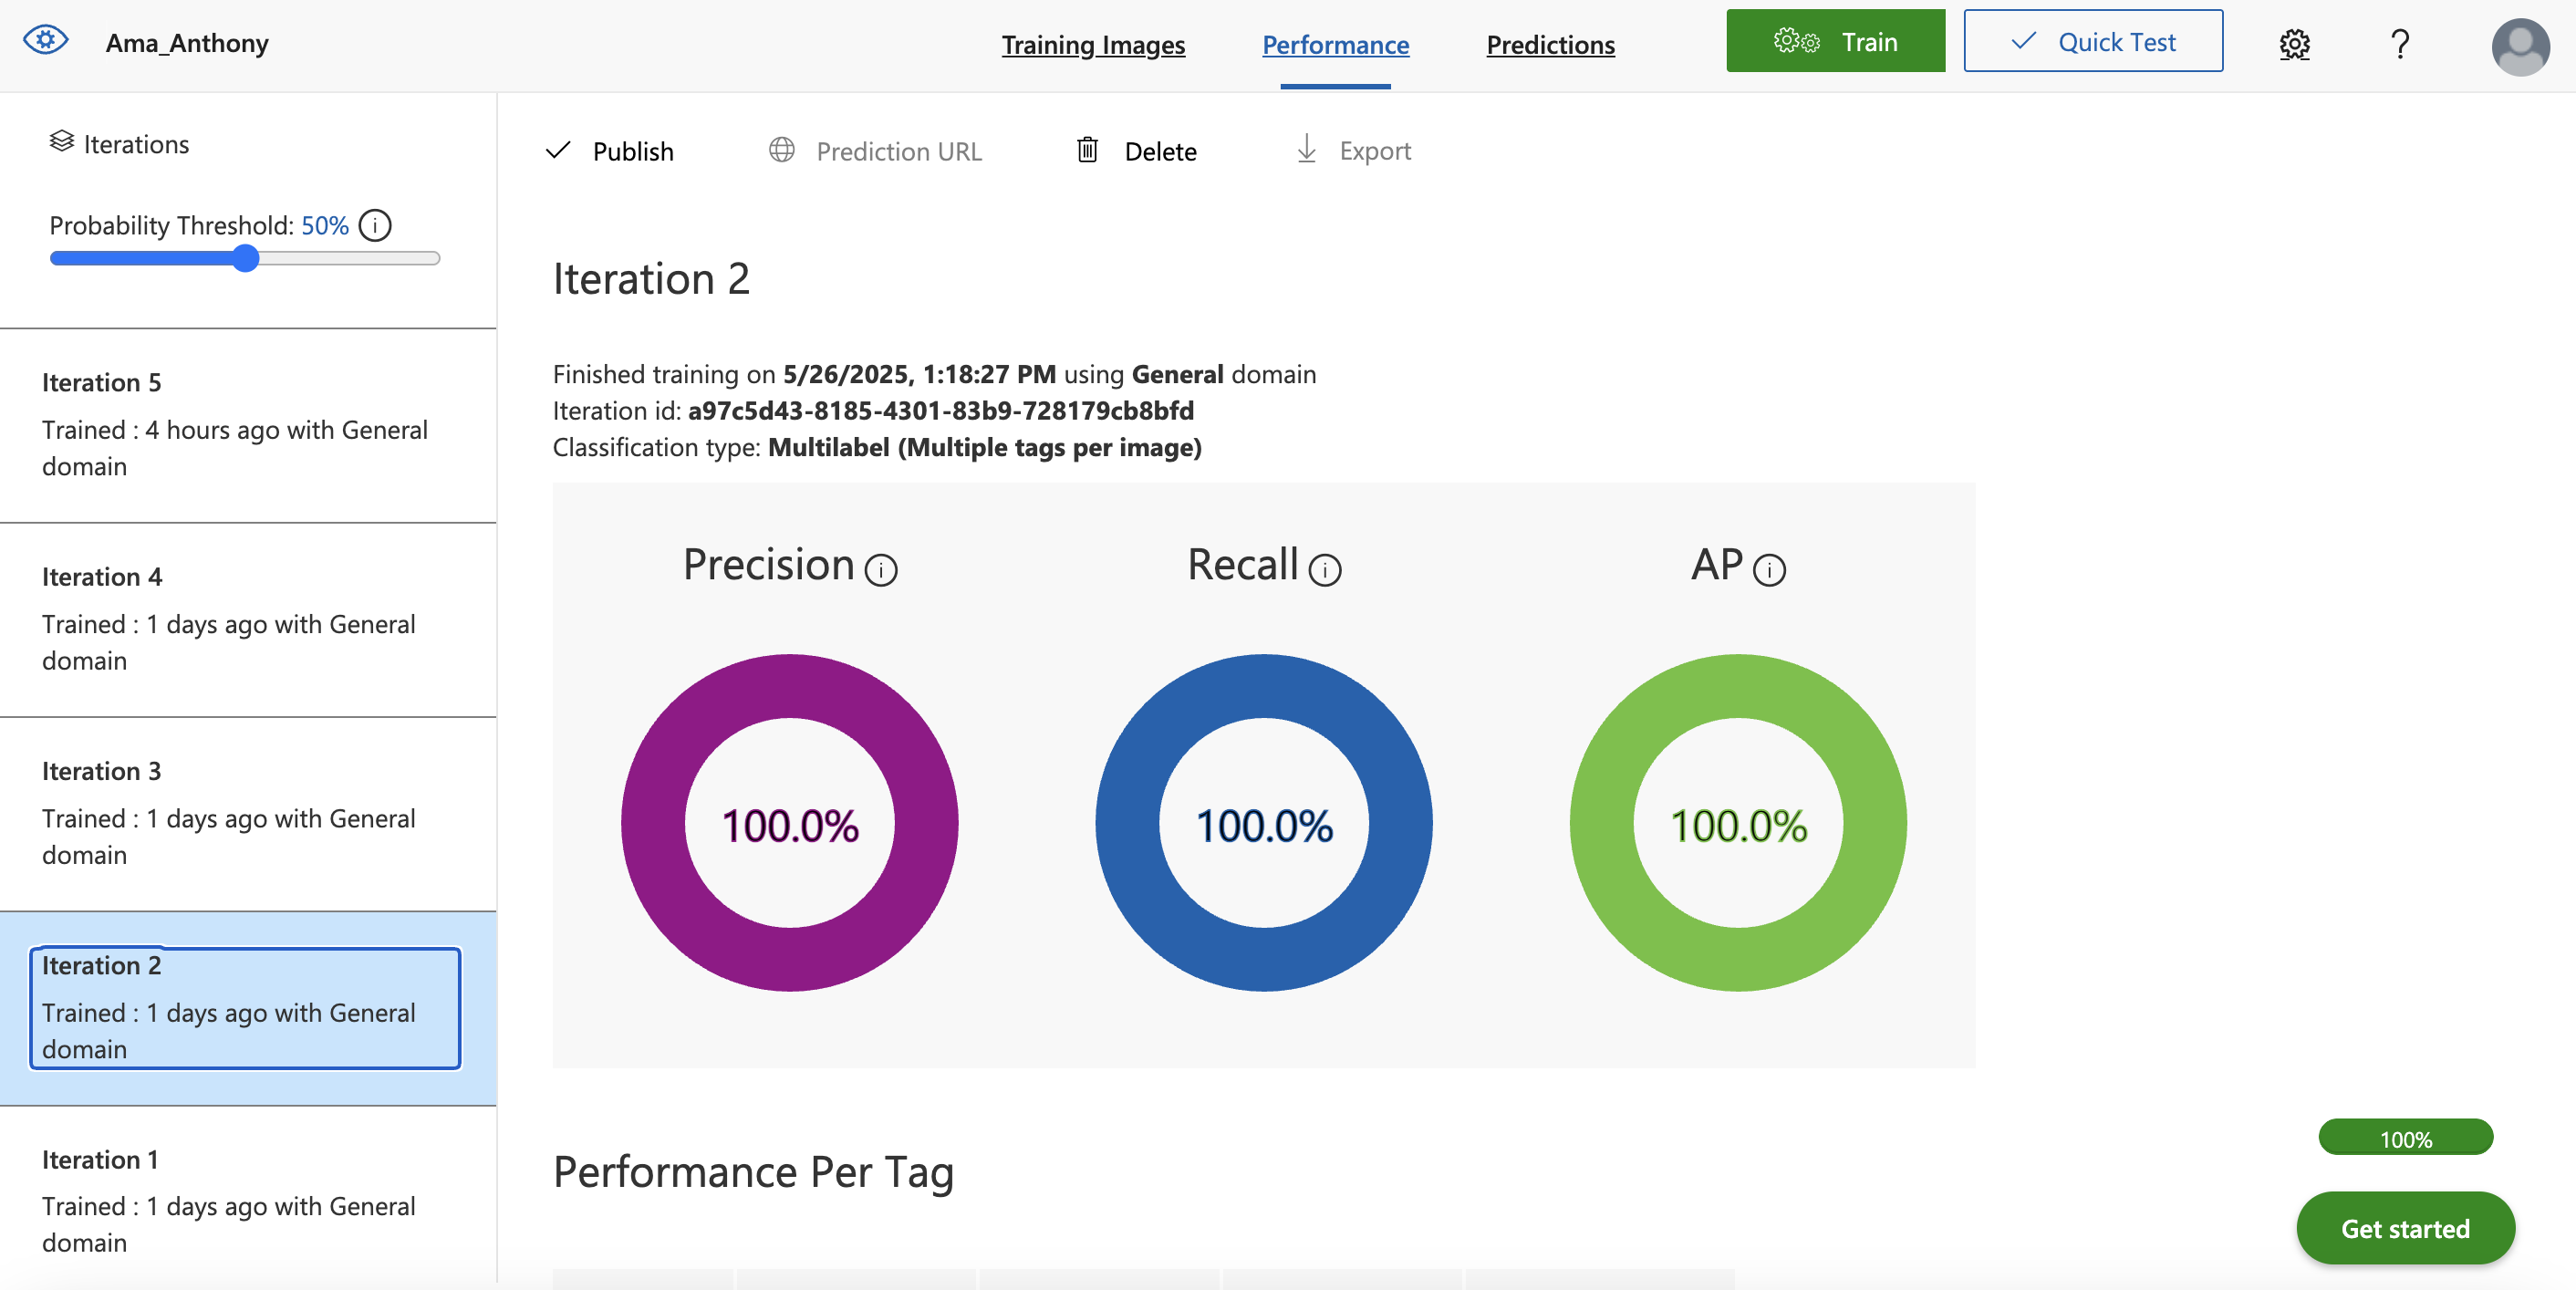 Ama_Anthony
Training Images
Performance
Predictions
Train
Quick Test
?
Iterations
Probability Threshold: 50%
Iteration 5
Trained : 4 hours ago with General
domain
Iteration 4
Trained : 1 days ago with General
domain
Iteration 3
Trained : 1 days ago with General
domain
Iteration 2
Trained : 1 days ago with General
domain
Iteration 1
Trained : 1 days ago with General
domain
Publish
Prediction URL
Delete
Export
Iteration 2
Finished training on 5/26/2025, 1:18:27 PM using General domain
Iteration id: a97c5d43-8185-4301-83b9-728179cb8bfd
Classification type: Multilabel (Multiple tags per image)
Precision
Recall
AP
100.0%
100.0%
100.0%
Performance Per Tag
100%
Get started